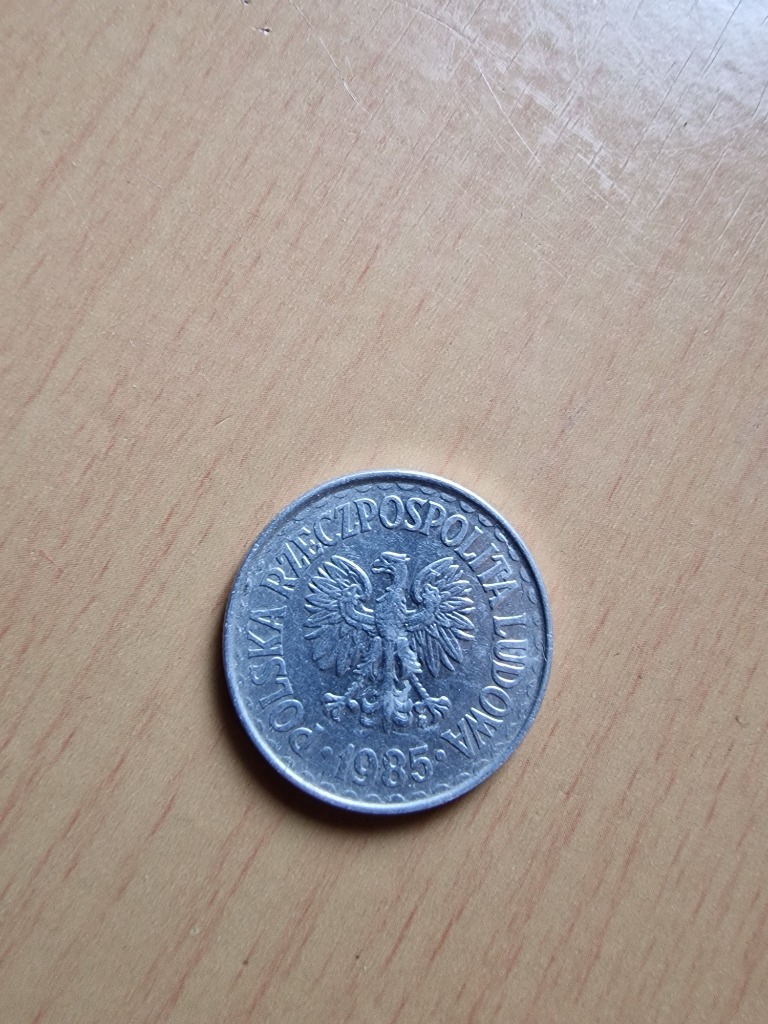 POLSKA RZECZPOSPOLITA LUDOWA
· 1985 ·